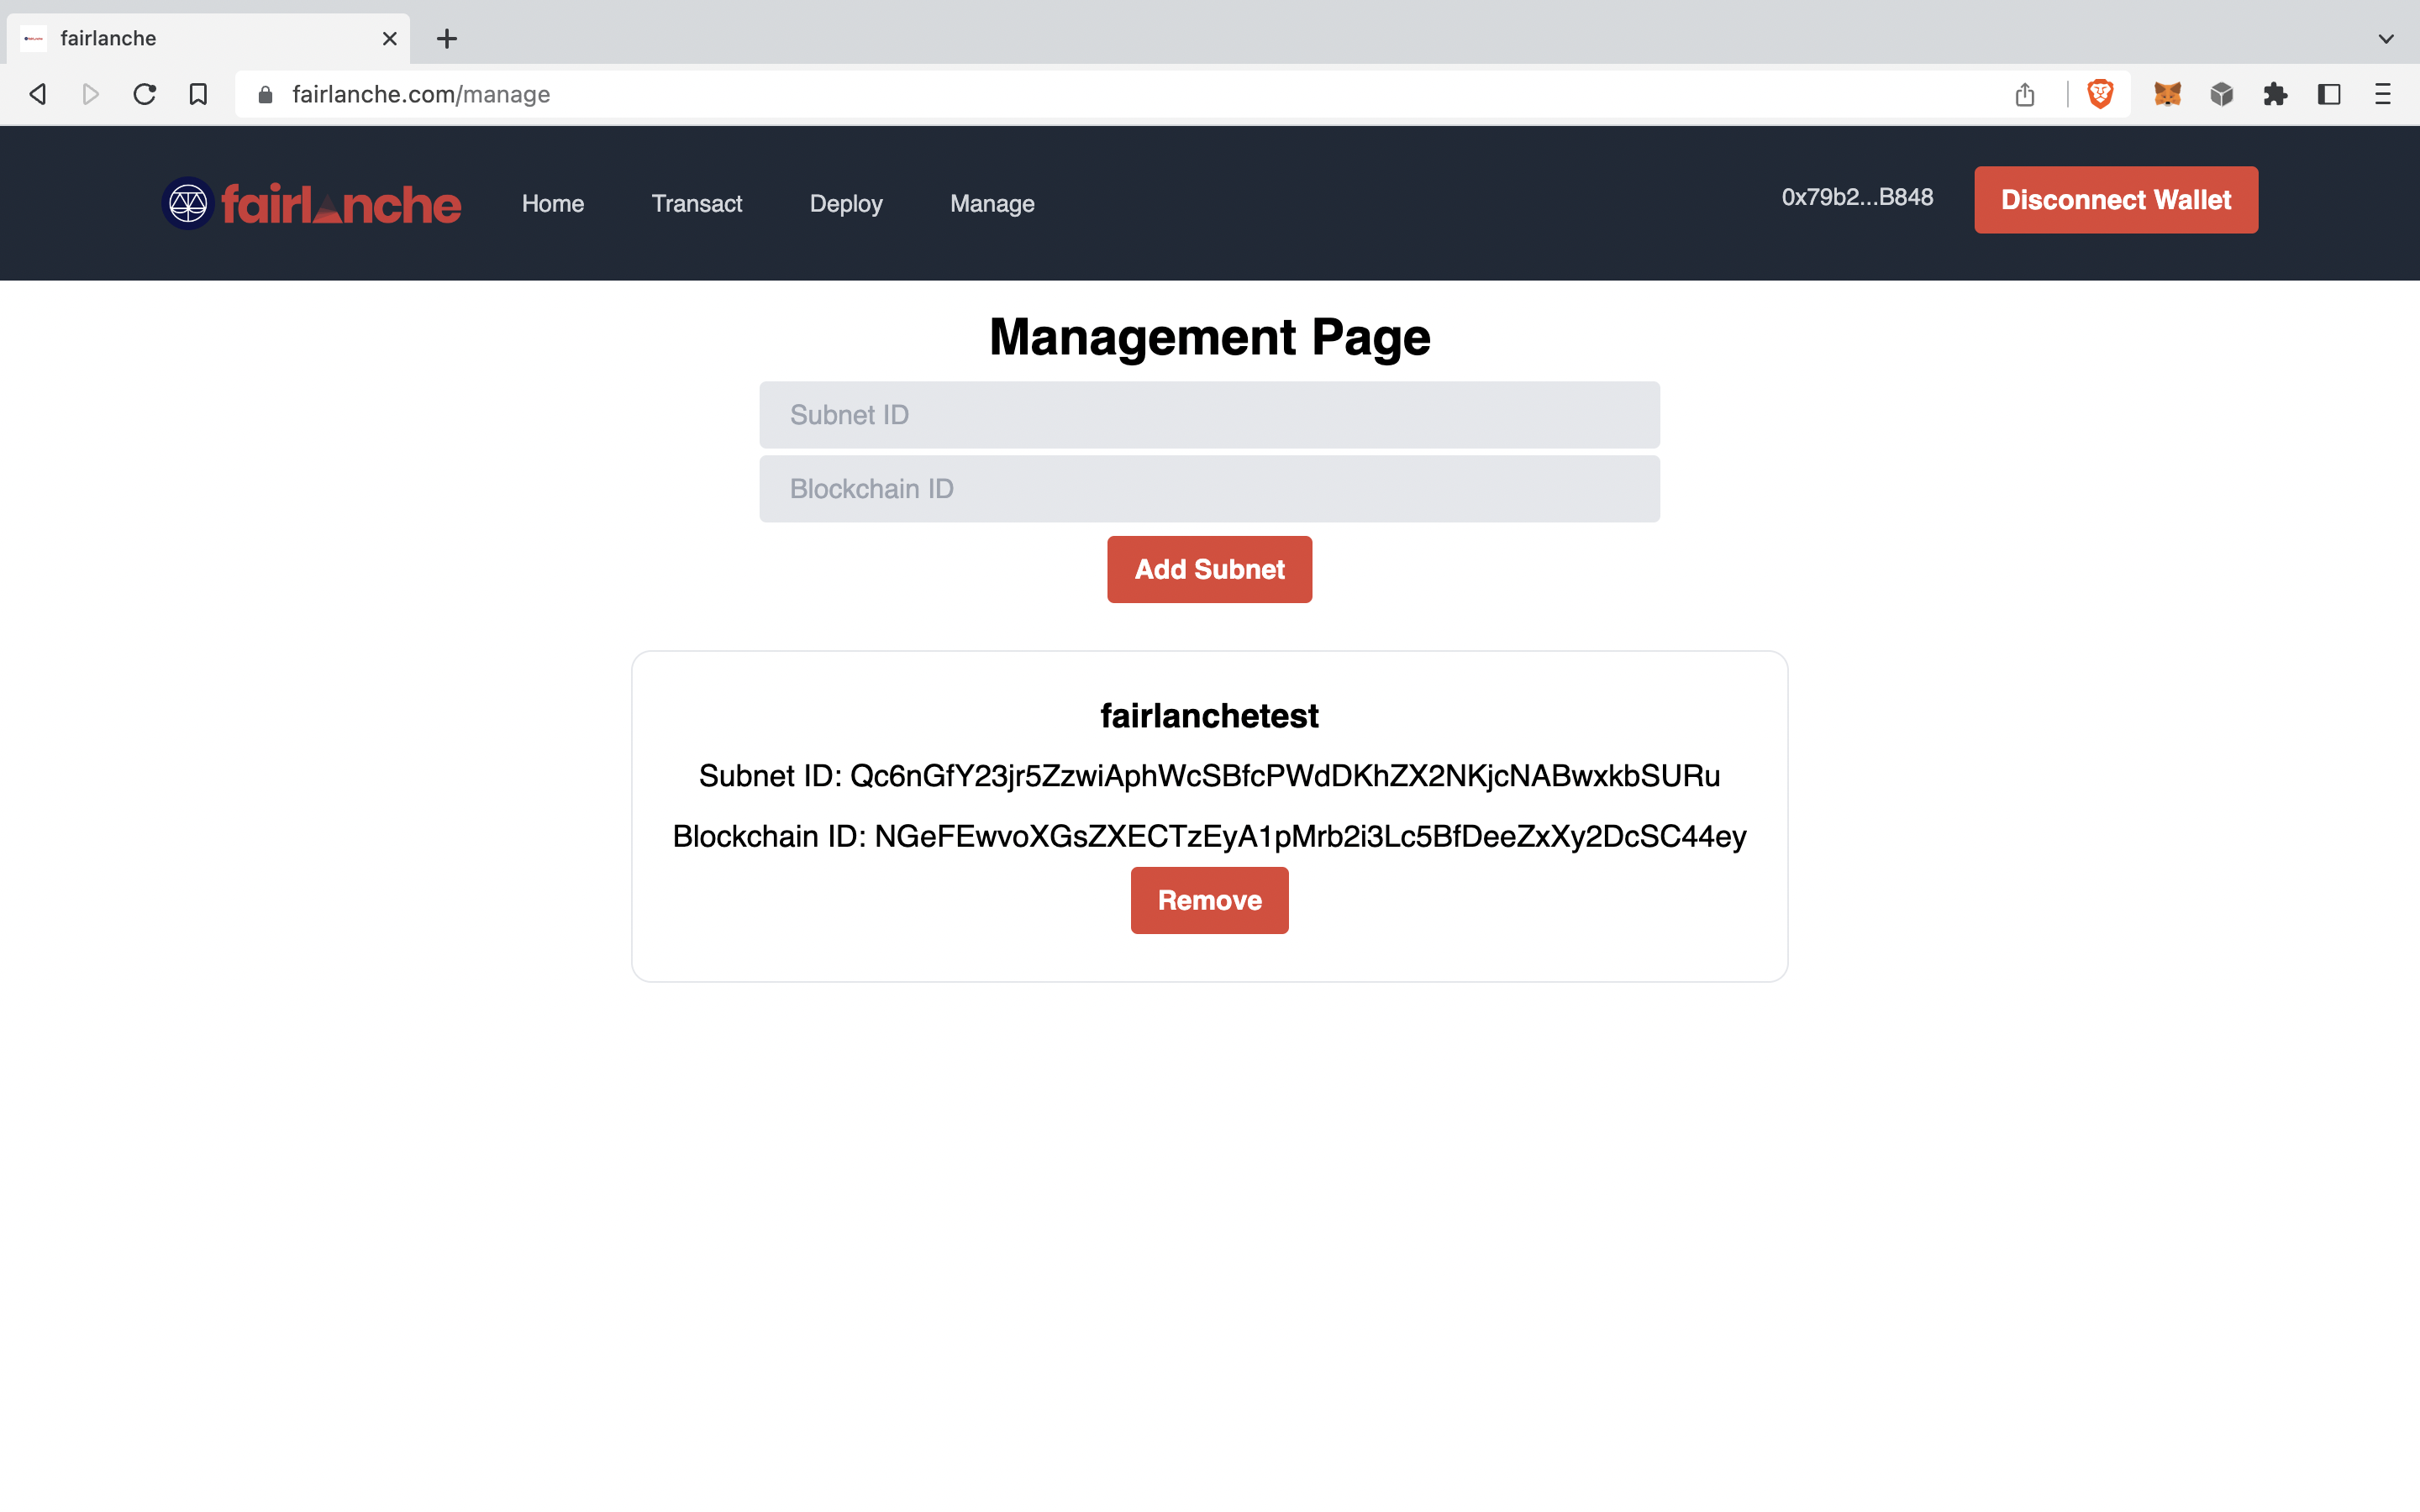 fairlanche
fairlanche.com/manage
fairlanche
Home
Transact
Deploy
Manage
0x79b2...B848
Disconnect Wallet
Management Page
Subnet ID
Blockchain ID
Add Subnet
fairlanchetest
Subnet ID: Qc6nGfY23jr5ZzwiAphWcSBfcPWdDKhZX2NKjcNABwxkbSURu
Blockchain ID: NGeFEwvoXGsZXECTzEyA1pMrb2i3Lc5BfDeeZxXy2DcSC44ey
Remove